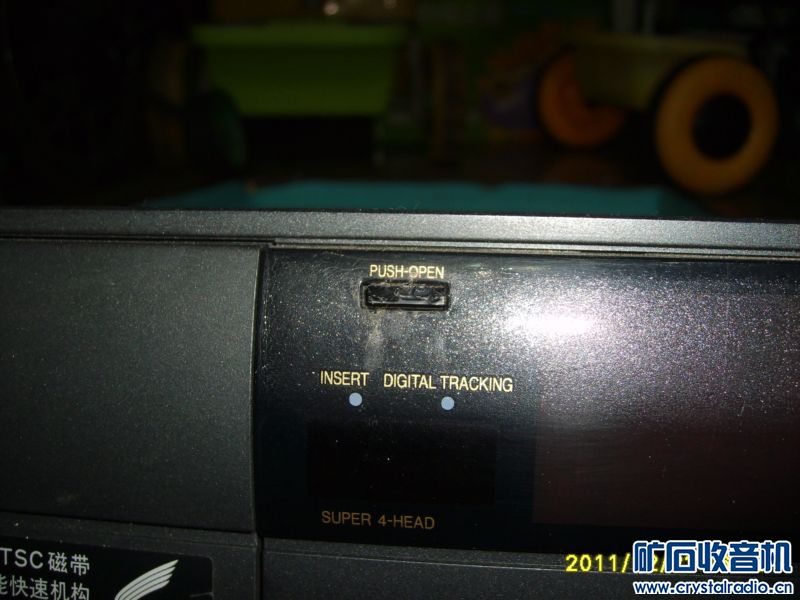 PUSH-OPEN
INSERT DIGITAL TRACKING
SUPER 4-HEAD
TSC磁带
能快速机构
2011/
矿石收音机
www.crystalradio.cn